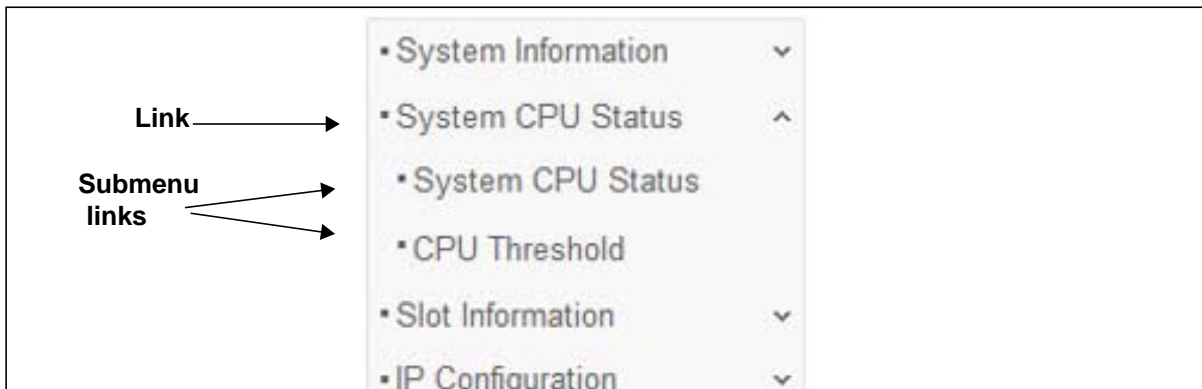 System Information
Link
System CPU Status
Submenu
links
System CPU Status
CPU Threshold
Slot Information
IP Configuration